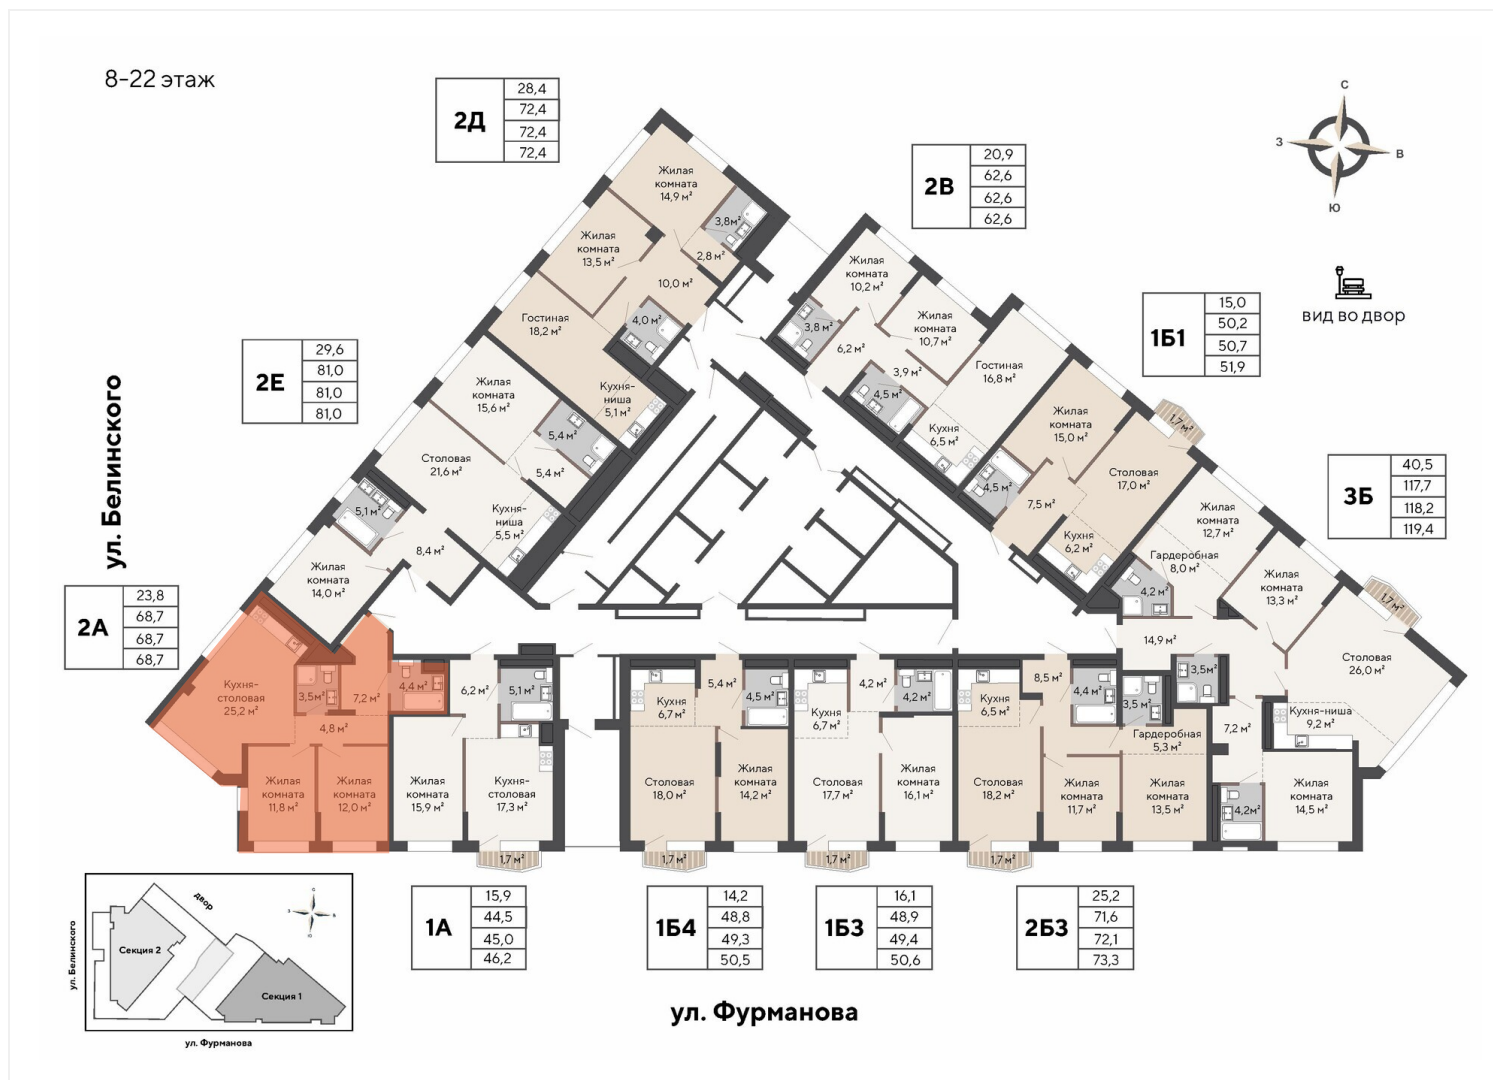 8-22 этаж
2Д
28,4
72,4
72,4
72,4
С
З
В
Ю
2В
20,9
62,6
62,6
62,6
вид во двор
1Б1
15,0
50,2
50,7
51,9
2Е
29,6
81,0
81,0
81,0
3Б
40,5
117,7
118,2
119,4
ул. Белинского
2А
23,8
68,7
68,7
68,7
Жилая
комната
14,9 м²
3,8м²
2,8 м²
Жилая
комната
13,5 м²
10,0 м²
Гостиная
18,2 м²
4,0 м²
Кухня-
ниша
5,1 м²
Жилая
комната
15,6 м²
5,4 м²
5,4 м²
Столовая
21,6 м²
Кухня-
ниша
5,5 м²
5,1 м²
8,4 м²
Жилая
комната
14,0 м²
Жилая
комната
10,2 м²
3,8 м²
6,2 м²
Жилая
комната
10,7 м²
3,9 м²
4,5 м²
Гостиная
16,8 м²
Кухня
6,5 м²
Жилая
комната
15,0 м²
1,7 м²
Столовая
17,0 м²
4,5 м²
7,5 м²
Кухня
6,2 м²
Жилая
комната
12,7 м²
Гардеробная
8,0 м²
4,2 м²
Жилая
комната
13,3 м²
1,7 м²
14,9 м²
Столовая
26,0 м²
3,5м²
Кухня-ниша
9,2 м²
7,2 м²
4,2м²
Жилая
комната
14,5 м²
Кухня-
столовая
25,2 м²
3,5м²
7,2 м²
4,4 м²
4,8 м²
Жилая
комната
11,8 м²
Жилая
комната
12,0 м²
6,2 м²
5,1 м²
Жилая
комната
15,9 м²
Кухня-
столовая
17,3 м²
1,7 м²
Кухня
6,7 м²
5,4 м²
4,5 м²
Столовая
18,0 м²
Жилая
комната
14,2 м²
1,7 м²
Кухня
6,7 м²
4,2 м²
4,2 м²
Столовая
17,7 м²
Жилая
комната
16,1 м²
1,7 м²
Кухня
6,5 м²
8,5 м²
4,4 м²
3,5м²
Гардеробная
5,3 м²
Столовая
18,2 м²
Жилая
комната
11,7 м²
Жилая
комната
13,5 м²
1,7 м²
1А
15,9
44,5
45,0
46,2
1Б4
14,2
48,8
49,3
50,5
1Б3
16,1
48,9
49,4
50,6
2Б3
25,2
71,6
72,1
73,3
ул. Фурманова
ул. Белинского
двор
Секция 2
Секция 1
ул. Фурманова